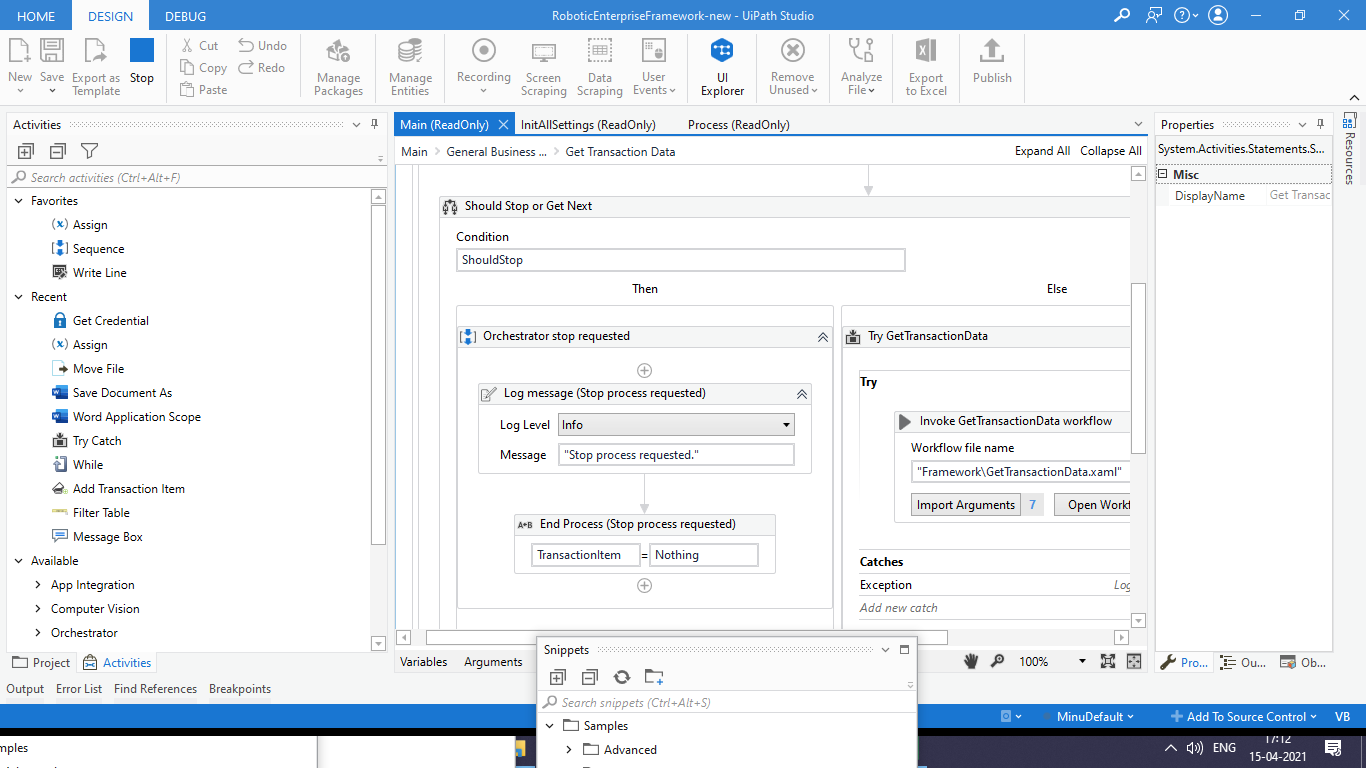 HOME DESIGN DEBUG RoboticEnterpriseFramework-new - UiPath Studio
New Save Export as Template Stop
Cut Undo
Copy Redo
Paste
Manage Packages
Manage Entities
Recording
Screen Scraping
Data Scraping
User Events
UI Explorer
Remove Unused
Analyze File
Export to Excel
Publish
Activities
Search activities (Ctrl+Alt+F)
Favorites
Assign
Sequence
Write Line
Recent
Get Credential
Assign
Move File
Save Document As
Word Application Scope
Try Catch
While
Add Transaction Item
Filter Table
Message Box
Available
App Integration
Computer Vision
Orchestrator
Project Activities
Main (ReadOnly) InitAllSettings (ReadOnly) Process (ReadOnly)
Main General Business ... Get Transaction Data Expand All Collapse All
Should Stop or Get Next
Condition
ShouldStop
Then Else
Orchestrator stop requested
Log message (Stop process requested)
Log Level Info
Message "Stop process requested."
A+B End Process (Stop process requested)
TransactionItem = Nothing
Try GetTransactionData
Try
Invoke GetTransactionData workflow
Workflow file name
"Framework\GetTransactionData.xaml"
Import Arguments 7 Open Workf
Catches
Exception Log
Add new catch
Variables Arguments 100%
Properties
System.Activities.Statements.S...
Misc
DisplayName Get Transac
Resources
Pro... Ou... Ob...
Output Error List Find References Breakpoints
Snippets
Search snippets (Ctrl+Alt+S)
Samples
Advanced
MinuDefault Add To Source Control VB
mples
ENG 17:12
15-04-2021